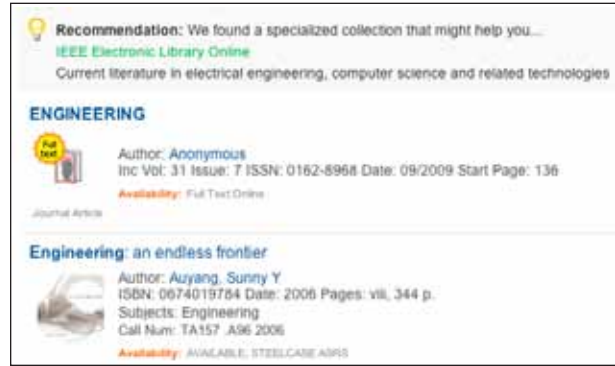 Recommendation: We found a specialized collection that might help you...
IEEE Electronic Library Online
Current literature in electrical engineering, computer science and related technologies
ENGINEERING
Full
text
Author: Anonymous
Inc Vol: 31 Issue: 7 ISSN: 0162-8968 Date: 09/2009 Start Page: 136
Availability: Full Text Online
Journal Article
Engineering: an endless frontier
Author: Auyang, Sunny Y
ISBN: 0674019784 Date: 2006 Pages: viii, 344 p.
Subjects: Engineering
Call Num: TA157 .A96 2006
Availability: AVAILABLE, STEELCASE ASRS